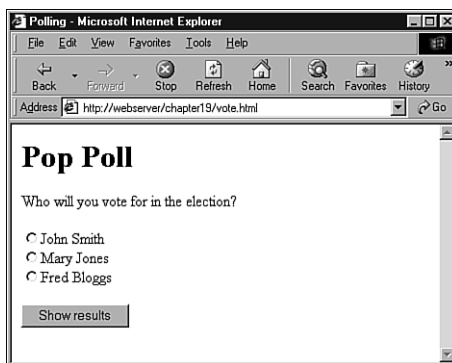 Polling - Microsoft Internet Explorer
File Edit View Favorites Tools Help
Back Forward Stop Refresh Home Search Favorites History »
Address http://webserver/chapter19/vote.html Go
Pop Poll
Who will you vote for in the election?
John Smith
Mary Jones
Fred Bloggs
Show results